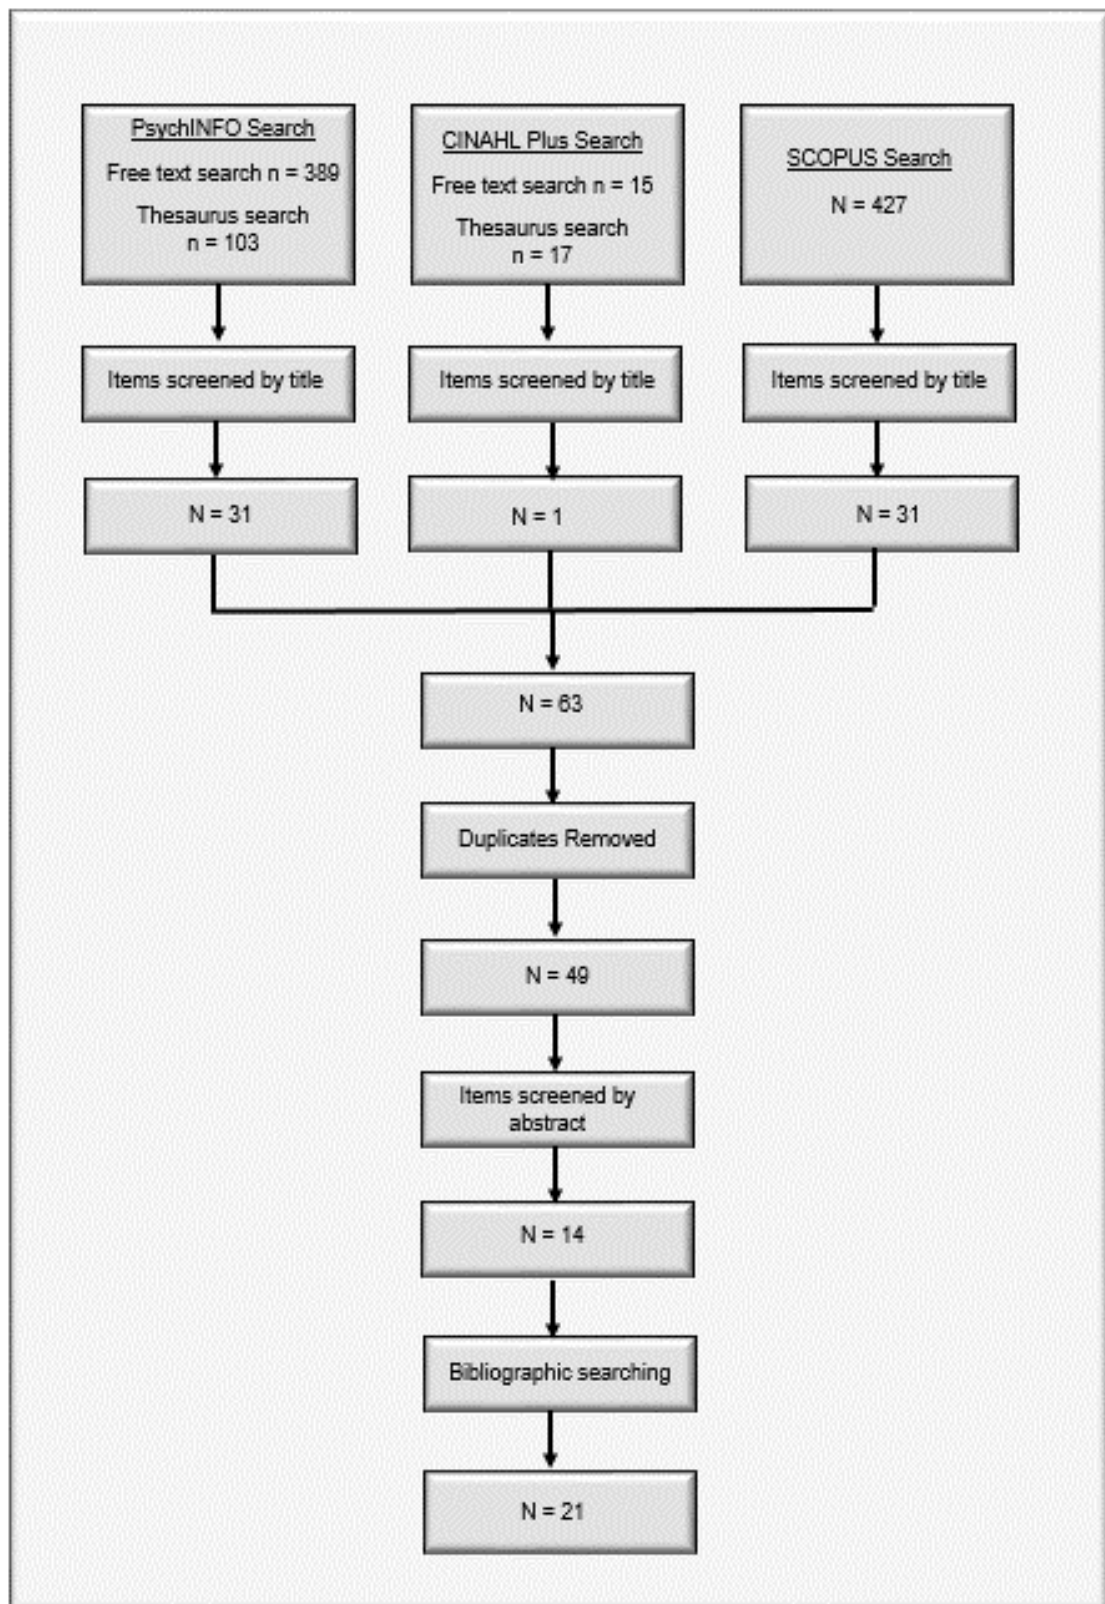 PsychINFO Search
Free text search n = 389
Thesaurus search
n = 103
CINAHL Plus Search
Free text search n = 15
Thesaurus search
n = 17
SCOPUS Search
N = 427
Items screened by title
Items screened by title
Items screened by title
N = 31
N = 1
N = 31
N = 63
Duplicates Removed
N = 49
Items screened by
abstract
N = 14
Bibliographic searching
N = 21